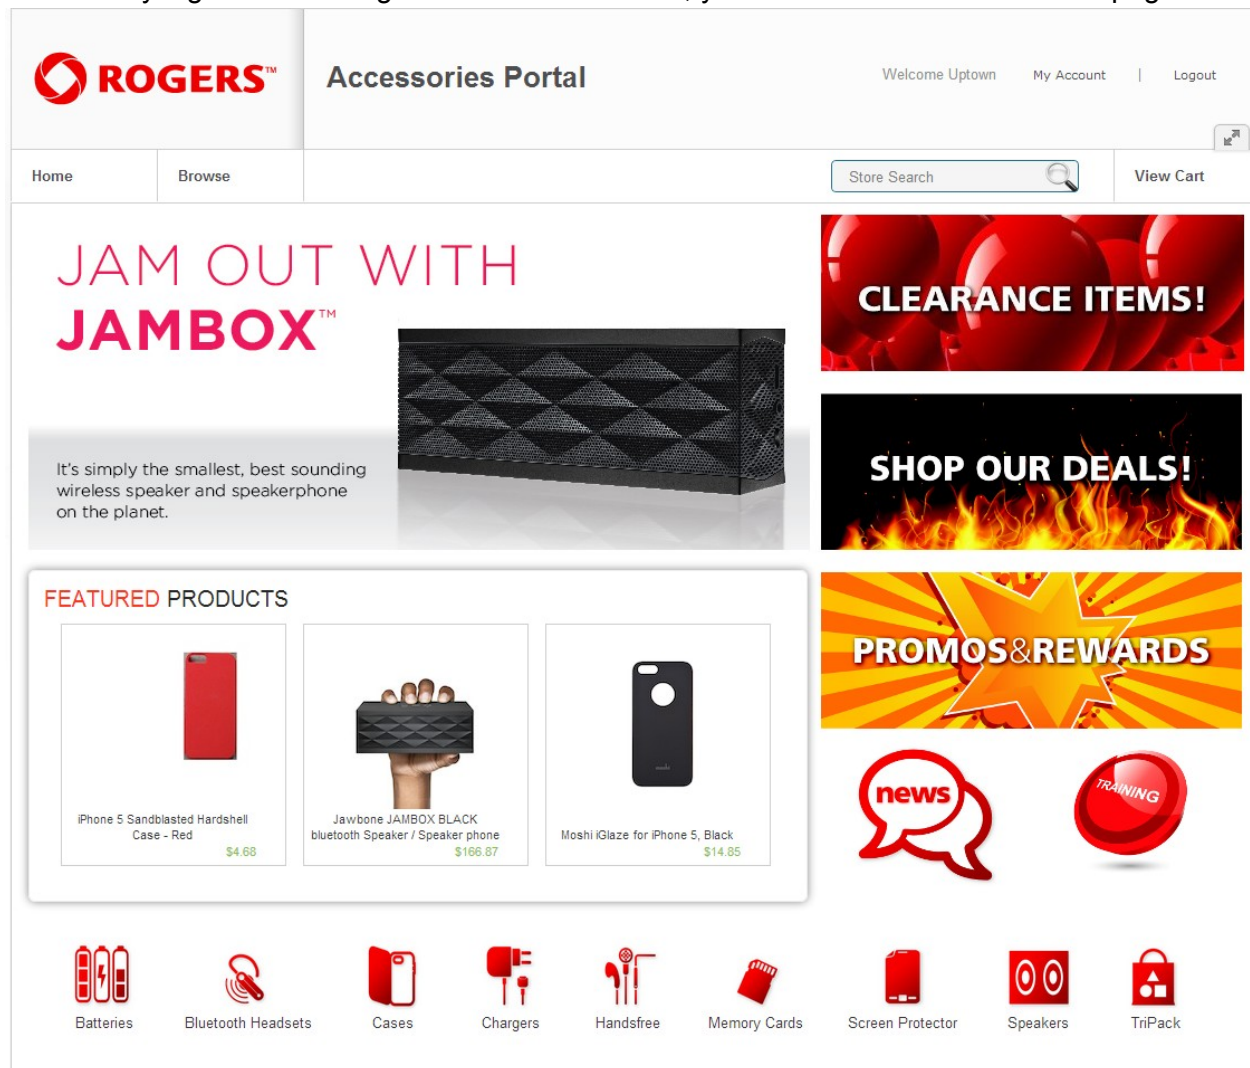 ROGERS™
Accessories Portal
Welcome Uptown
My Account | Logout
Home
Browse
Store Search
View Cart
JAM OUT WITH
JAMBOX™
It's simply the smallest, best sounding
wireless speaker and speakerphone
on the planet.
CLEARANCE ITEMS!
SHOP OUR DEALS!
PROMOS&REWARDS
news
TRAINING
FEATURED PRODUCTS
iPhone 5 Sandblasted Hardshell
Case - Red
$4.68
Jawbone JAMBOX BLACK
bluetooth Speaker / Speaker phone
$166.87
Moshi iGlaze for iPhone 5, Black
$14.85
Batteries
Bluetooth Headsets
Cases
Chargers
Handsfree
Memory Cards
Screen Protector
Speakers
TriPack